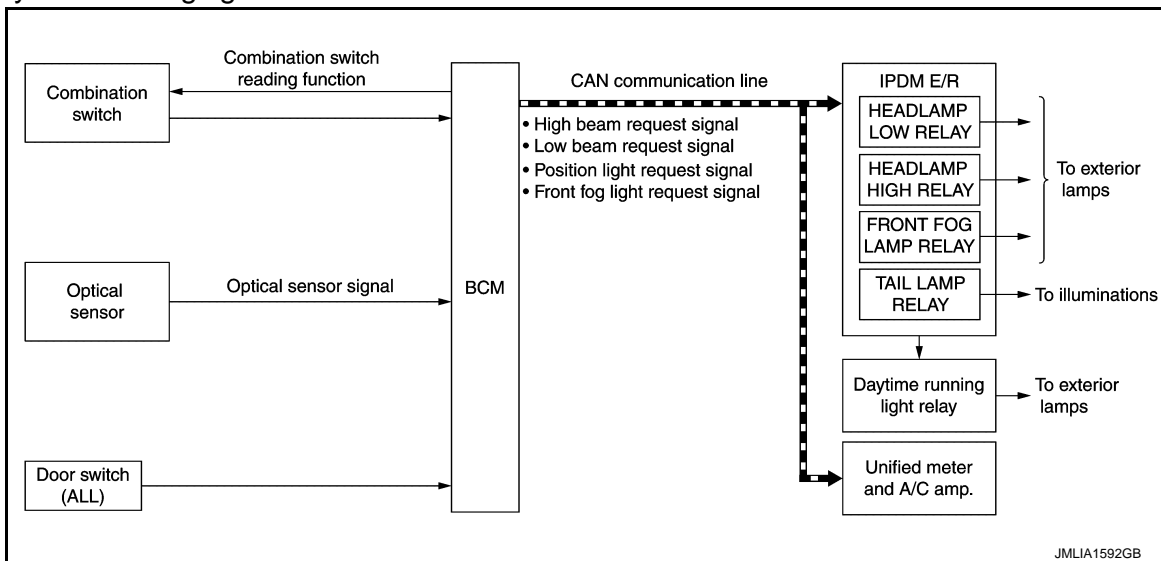 Combination switch
reading function
Combination
switch
CAN communication line
• High beam request signal
• Low beam request signal
• Position light request signal
• Front fog light request signal
IPDM E/R
HEADLAMP
LOW RELAY
HEADLAMP
HIGH RELAY
FRONT FOG
LAMP RELAY
TAIL LAMP
RELAY
To exterior
lamps
To illuminations
Optical
sensor
Optical sensor signal
BCM
Daytime running
light relay
To exterior
lamps
Door switch
(ALL)
Unified meter
and A/C amp.
JMLIA1592GB